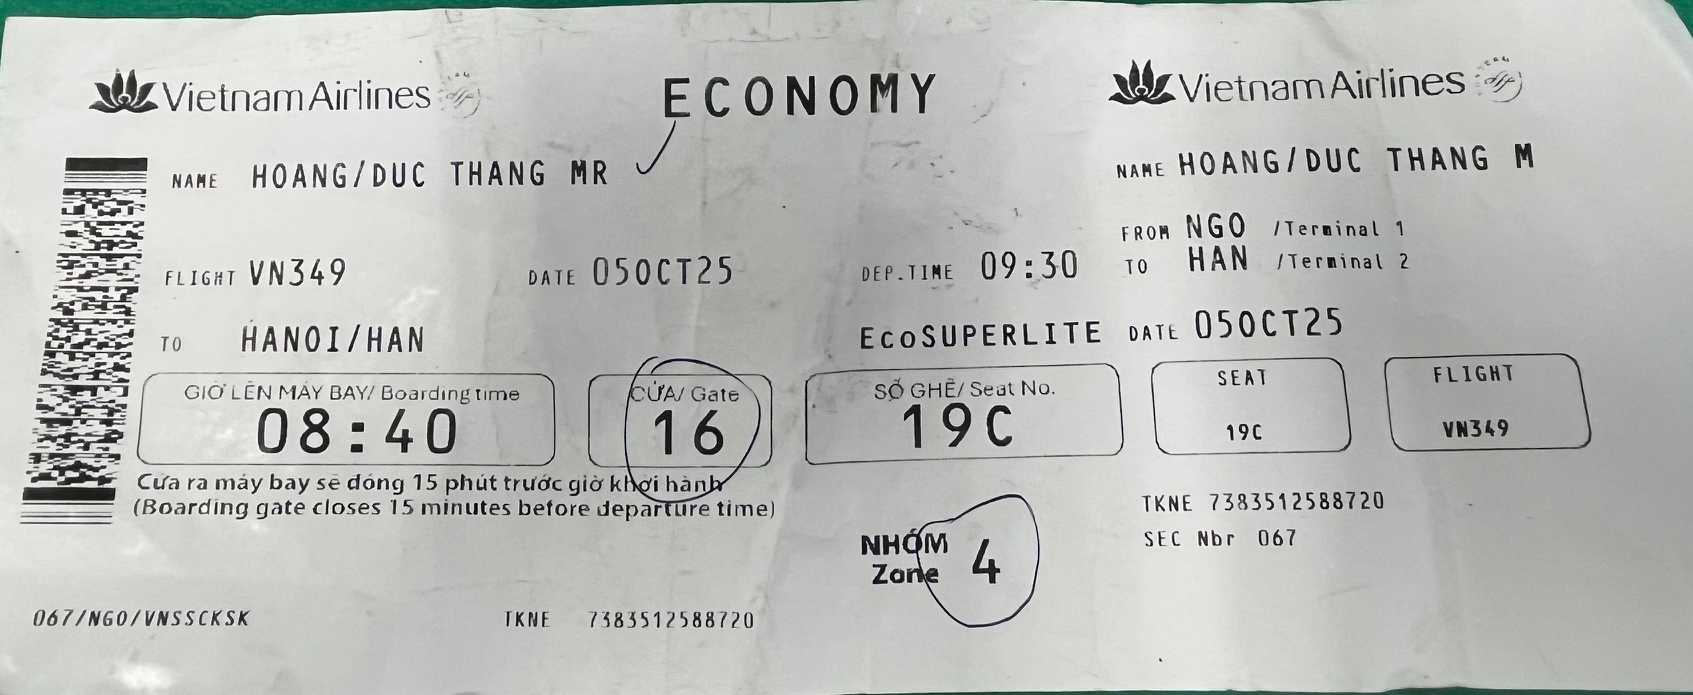 Vietnam Airlines
ECONOMY
NAME HOANG/DUC THANG MR
FLIGHT VN349 DATE 05OCT25 DEP.TIME 09:30
TO HANOI/HAN EcoSUPERLITE
GIỜ LÊN MÁY BAY/ Boarding time
08:40
CỬA/ Gate
16
SỐ GHẾ/ Seat No.
19C
Cửa ra máy bay sẽ đóng 15 phút trước giờ khởi hành
(Boarding gate closes 15 minutes before departure time)
NHÓM
Zone 4
067/NGO/VNSSCKSK TKNE 7383512588720
Vietnam Airlines
NAME HOANG/DUC THANG M
FROM NGO /Terminal 1
TO HAN /Terminal 2
DATE 05OCT25
SEAT
19C
FLIGHT
VN349
TKNE 7383512588720
SEC Nbr 067